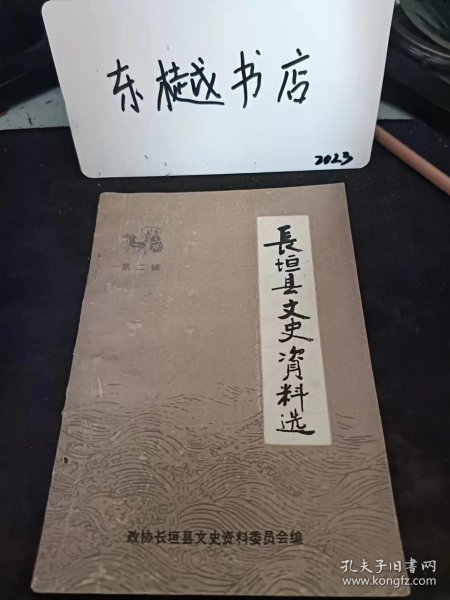 东樾书店
2023
第二辑
長垣县文史資料选
政协长垣县文史资料委员会编
孔夫子旧书网
www.kongfz.com